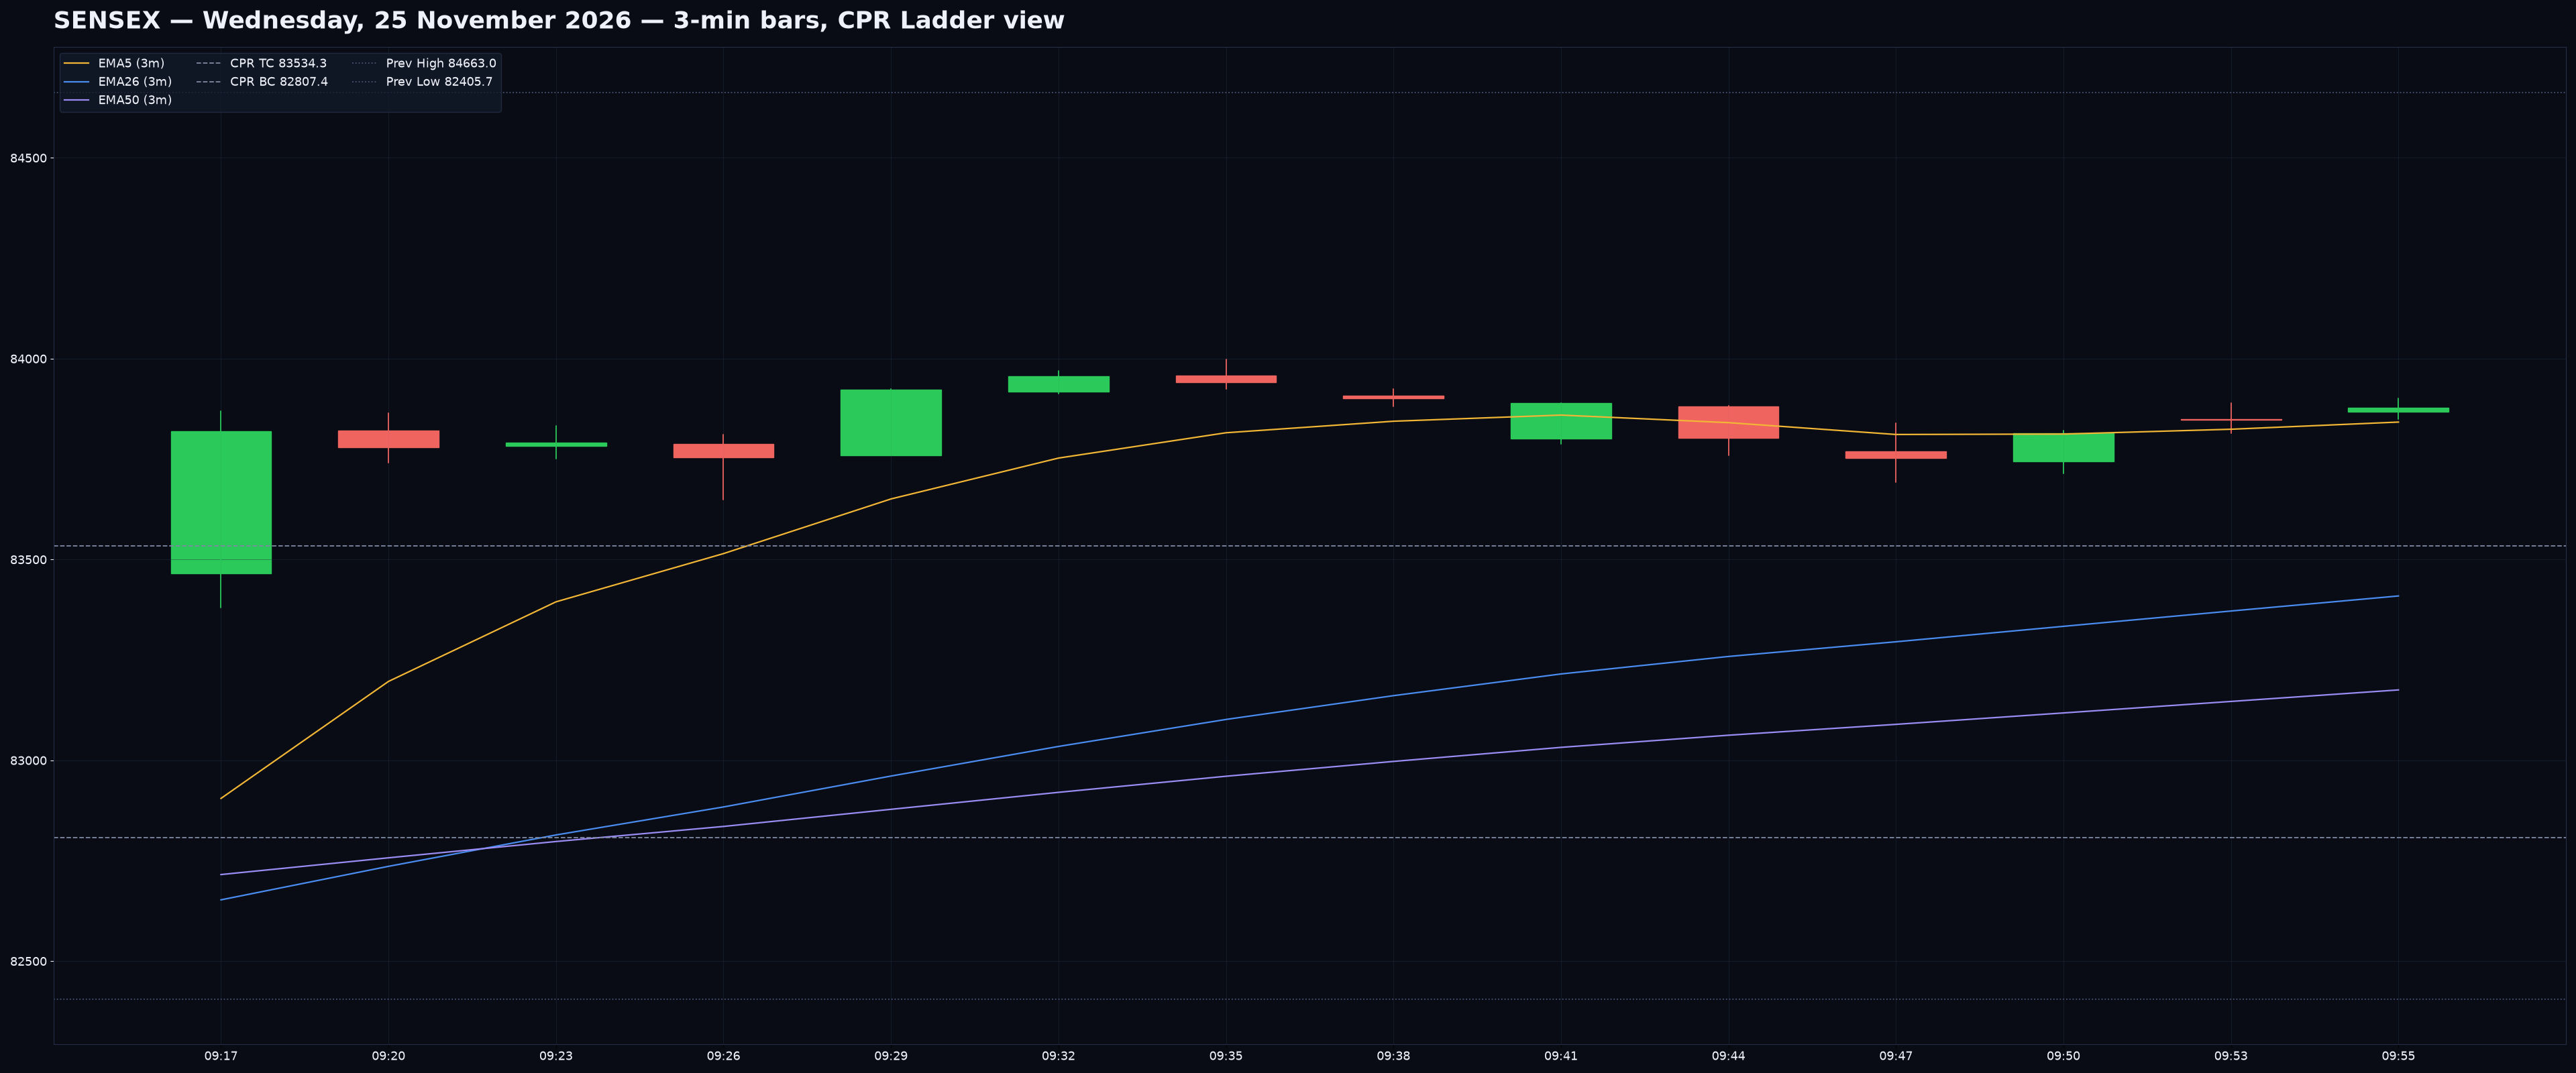 SENSEX — Wednesday, 25 November 2026 — 3-min bars, CPR Ladder view
EMA5 (3m) CPR TC 83534.3 Prev High 84663.0
EMA26 (3m) CPR BC 82807.4 Prev Low 82405.7
EMA50 (3m)
84500
84000
83500
83000
82500
09:17 09:20 09:23 09:26 09:29 09:32 09:35 09:38 09:41 09:44 09:47 09:50 09:53 09:55